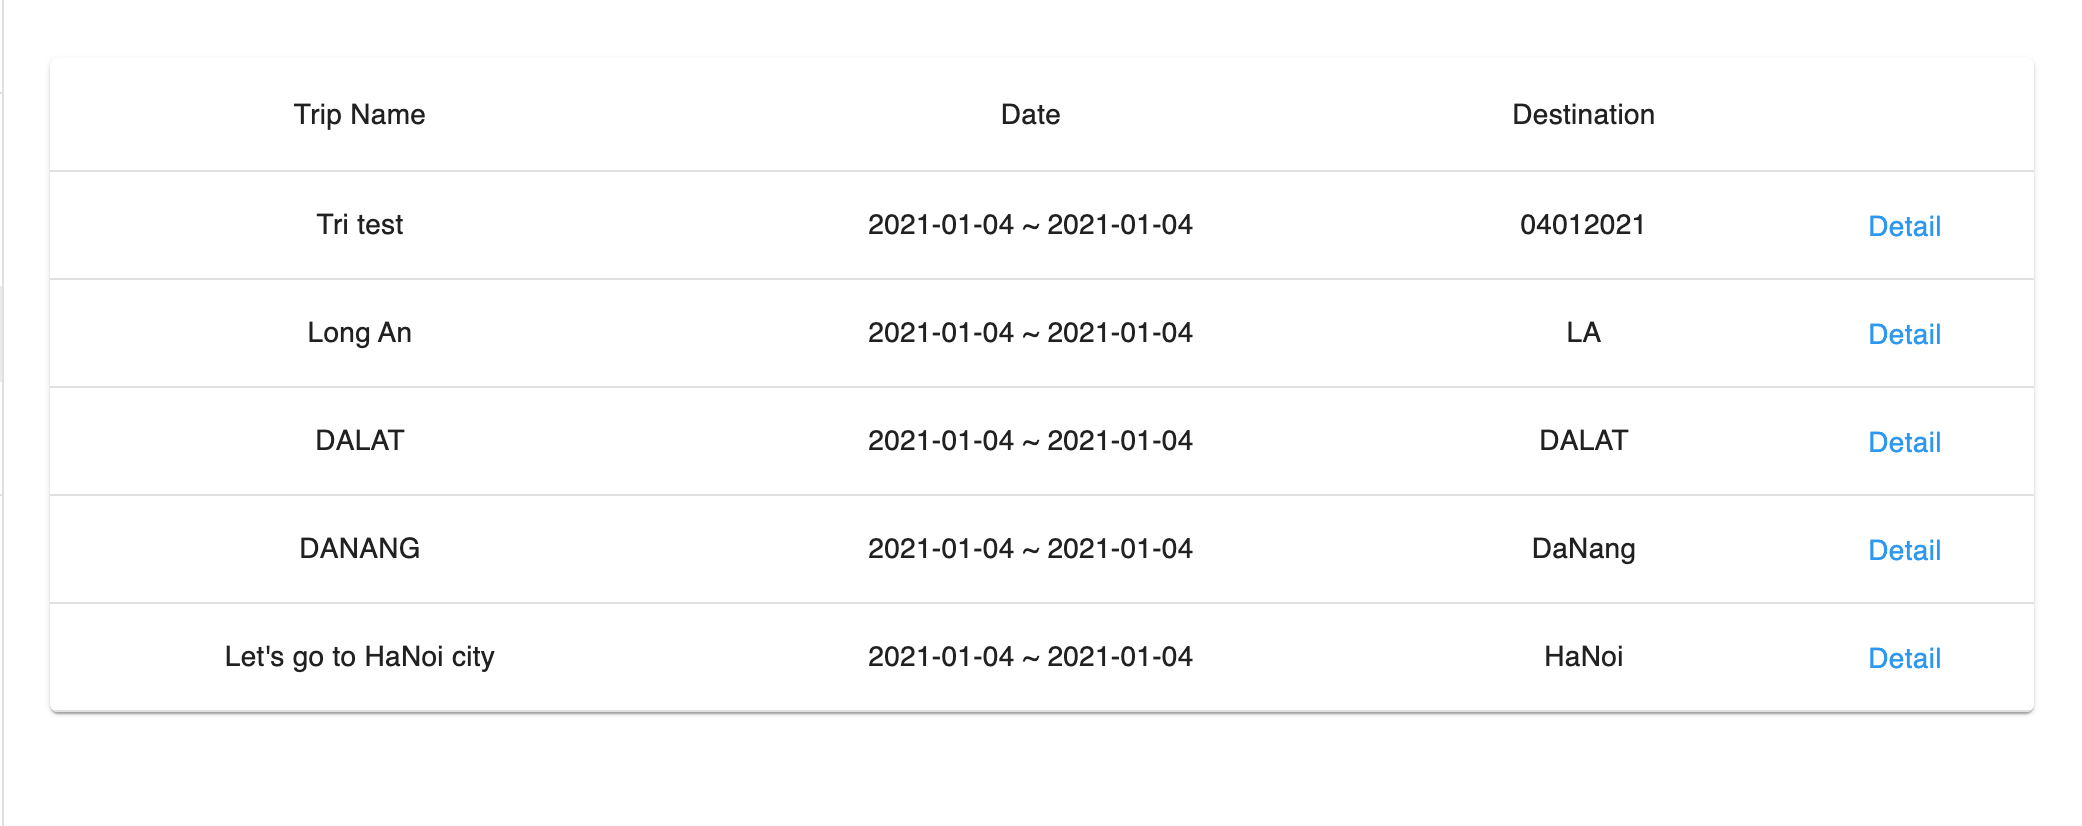 Trip Name Date Destination
Tri test 2021-01-04 ~ 2021-01-04 04012021 Detail
Long An 2021-01-04 ~ 2021-01-04 LA Detail
DALAT 2021-01-04 ~ 2021-01-04 DALAT Detail
DANANG 2021-01-04 ~ 2021-01-04 DaNang Detail
Let's go to HaNoi city 2021-01-04 ~ 2021-01-04 HaNoi Detail